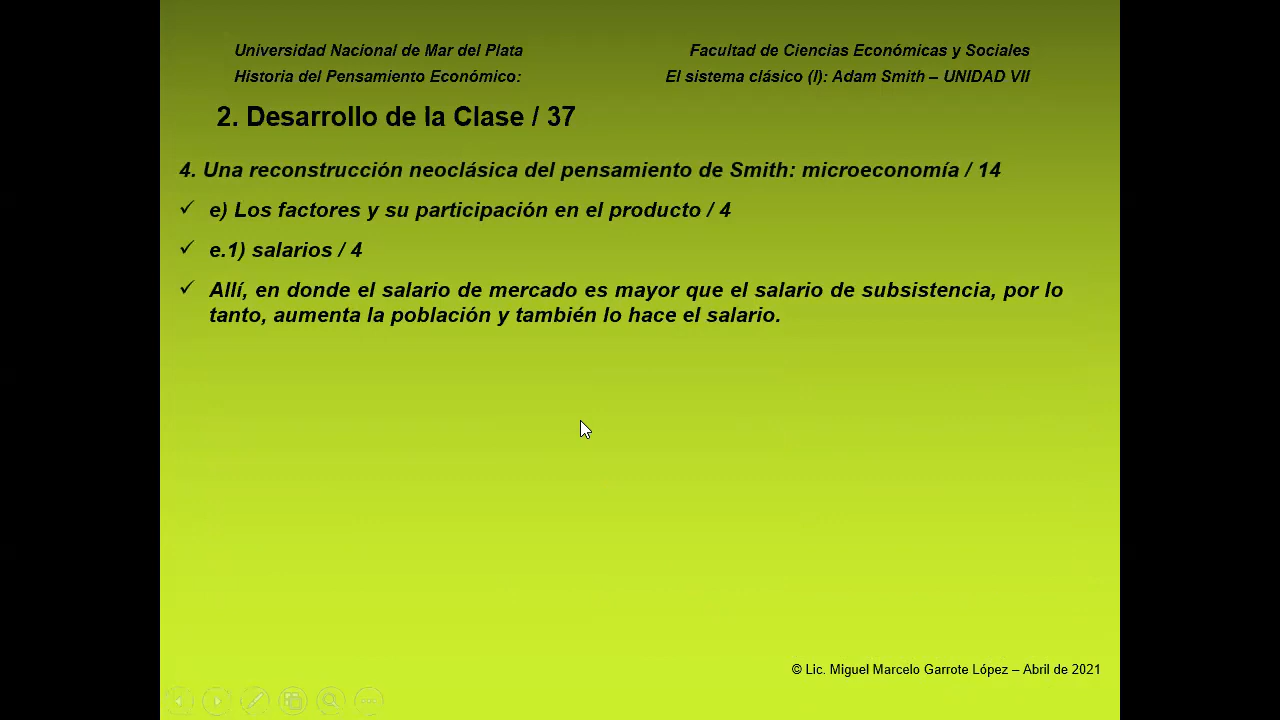 Universidad Nacional de Mar del Plata
Facultad de Ciencias Económicas y Sociales
Historia del Pensamiento Económico:
El sistema clásico (I): Adam Smith – UNIDAD VII
2. Desarrollo de la Clase / 37
4. Una reconstrucción neoclásica del pensamiento de Smith: microeconomía / 14
✓ e) Los factores y su participación en el producto / 4
✓ e.1) salarios / 4
✓ Allí, en donde el salario de mercado es mayor que el salario de subsistencia, por lo
tanto, aumenta la población y también lo hace el salario.
© Lic. Miguel Marcelo Garrote López – Abril de 2021